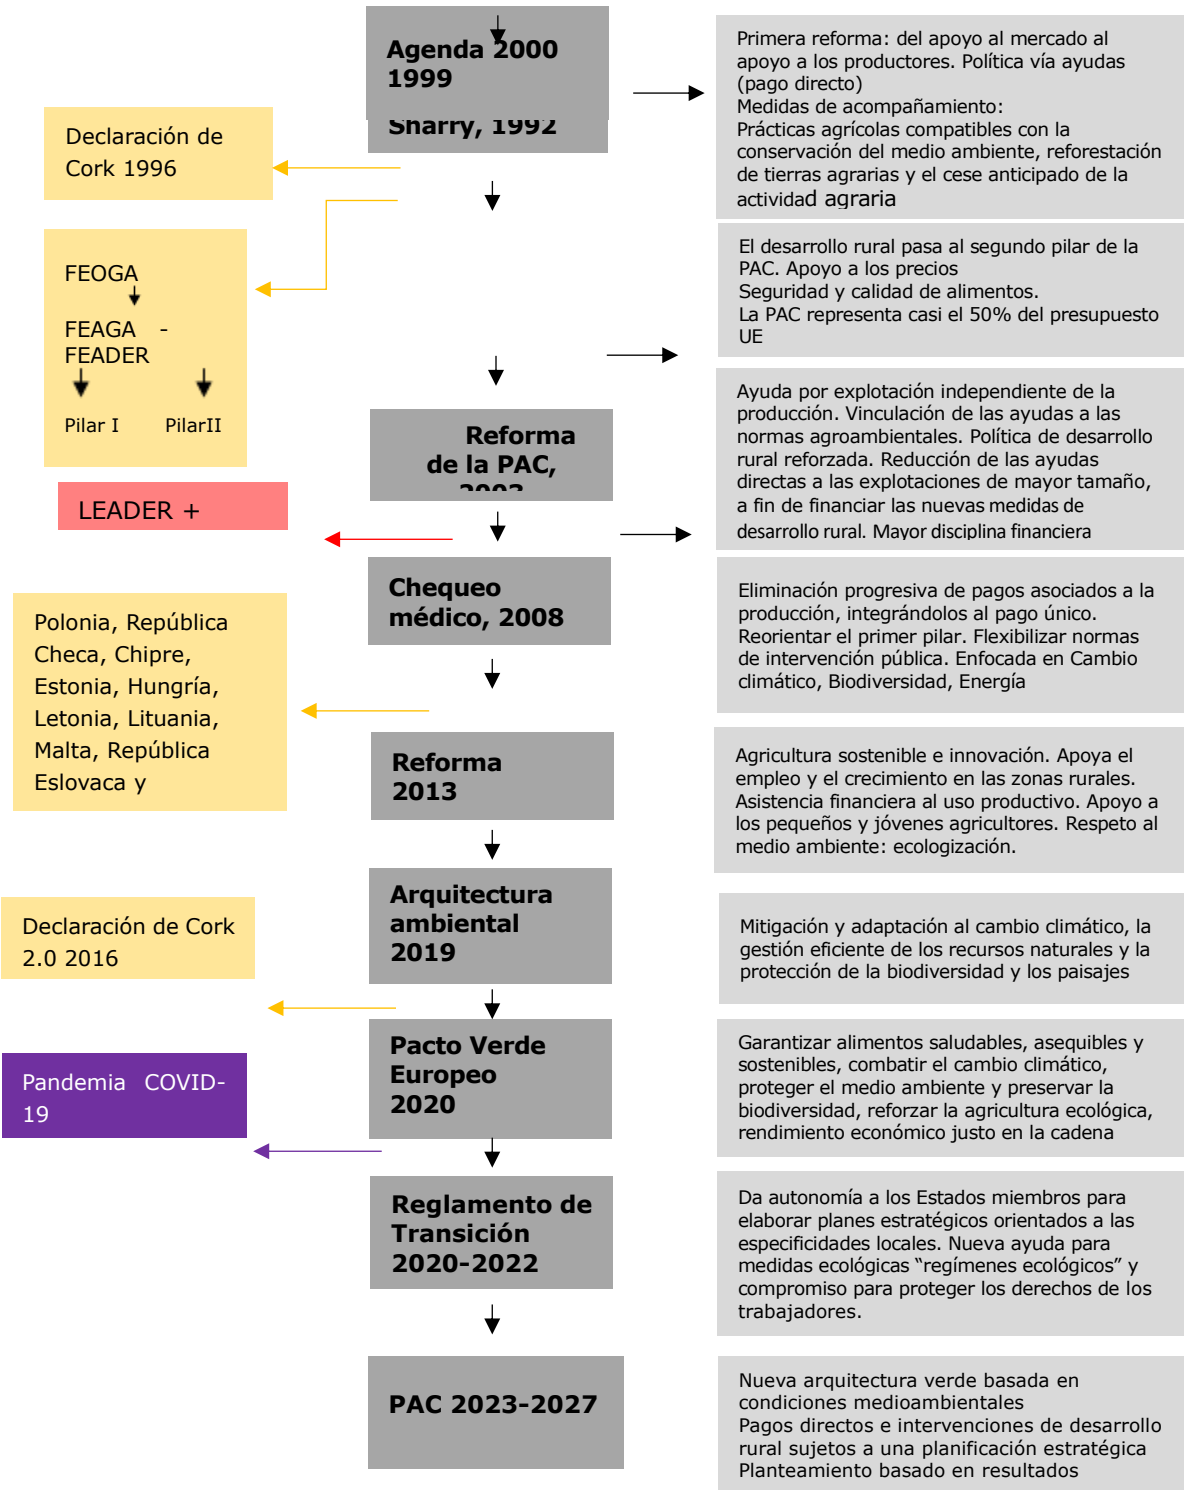 Agenda 2000
1999
Sharry, 1992
Primera reforma: del apoyo al mercado al
apoyo a los productores. Política vía ayudas
(pago directo)
Medidas de acompañamiento:
Prácticas agrícolas compatibles con la
conservación del medio ambiente, reforestación
de tierras agrarias y el cese anticipado de la
actividad agraria
Declaración de
Cork 1996
El desarrollo rural pasa al segundo pilar de la
PAC. Apoyo a los precios
Seguridad y calidad de alimentos.
La PAC representa casi el 50% del presupuesto
UE
FEOGA
FEAGA -
FEADER
Pilar I PilarII
Reforma
de la PAC,
2003
Ayuda por explotación independiente de la
producción. Vinculación de las ayudas a las
normas agroambientales. Política de desarrollo
rural reforzada. Reducción de las ayudas
directas a las explotaciones de mayor tamaño,
a fin de financiar las nuevas medidas de
desarrollo rural. Mayor disciplina financiera
LEADER +
Chequeo
médico, 2008
Eliminación progresiva de pagos asociados a la
producción, integrándolos al pago único.
Reorientar el primer pilar. Flexibilizar normas
de intervención pública. Enfocada en Cambio
climático, Biodiversidad, Energía
Polonia, República
Checa, Chipre,
Estonia, Hungría,
Letonia, Lituania,
Malta, República
Eslovaca y
Reforma
2013
Agricultura sostenible e innovación. Apoya el
empleo y el crecimiento en las zonas rurales.
Asistencia financiera al uso productivo. Apoyo a
los pequeños y jóvenes agricultores. Respeto al
medio ambiente: ecologización.
Arquitectura
ambiental
2019
Declaración de Cork
2.0 2016
Mitigación y adaptación al cambio climático, la
gestión eficiente de los recursos naturales y la
protección de la biodiversidad y los paisajes
Pacto Verde
Europeo
2020
Garantizar alimentos saludables, asequibles y
sostenibles, combatir el cambio climático,
proteger el medio ambiente y preservar la
biodiversidad, reforzar la agricultura ecológica,
rendimiento económico justo en la cadena
Pandemia COVID-
19
Reglamento de
Transición
2020-2022
Da autonomía a los Estados miembros para
elaborar planes estratégicos orientados a las
especificidades locales. Nueva ayuda para
medidas ecológicas “regímenes ecológicos” y
compromiso para proteger los derechos de los
trabajadores.
PAC 2023-2027
Nueva arquitectura verde basada en
condiciones medioambientales
Pagos directos e intervenciones de desarrollo
rural sujetos a una planificación estratégica
Planteamiento basado en resultados